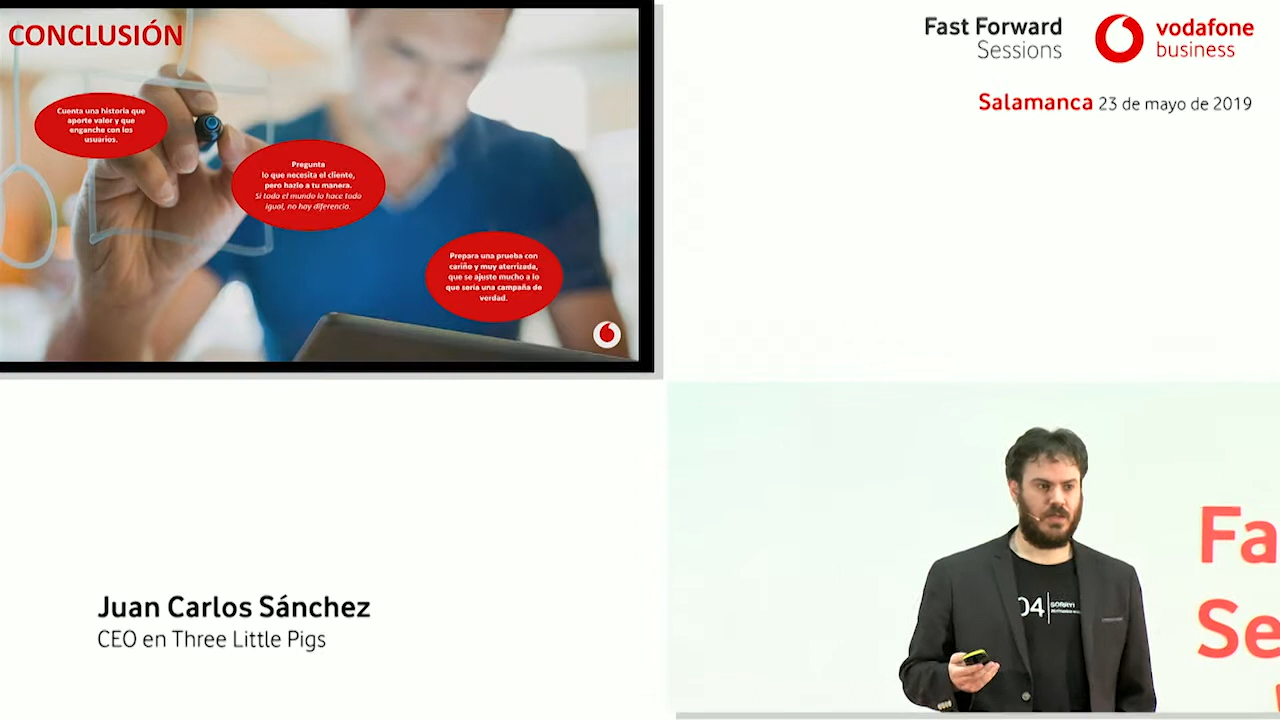 CONCLUSIÓN
Cuenta una historia que
aporte valor y que
enganche con los
usuarios.
Pregunta
lo que necesita el cliente,
pero hazlo a tu manera.
Si todo el mundo lo hace todo
igual, no hay diferencia.
Prepara una prueba con
cariño y muy aterrizada,
que se ajuste mucho a lo
que sería una campaña de
verdad.
Fast Forward
Sessions
vodafone
business
Salamanca 23 de mayo de 2019
Juan Carlos Sánchez
CEO en Three Little Pigs
04
SORRY!
Fa
Se